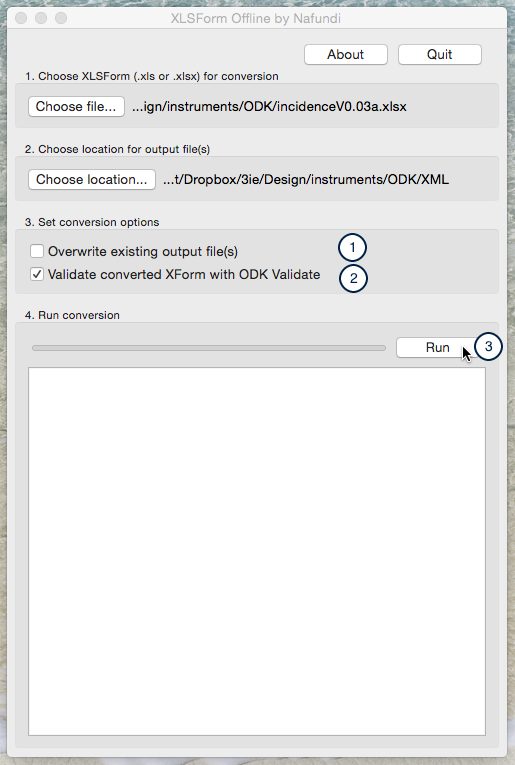 XLSForm Offline by Nafundi
About Quit
1. Choose XLSForm (.xls or .xlsx) for conversion
Choose file... ...ign/instruments/ODK/incidenceV0.03a.xlsx
2. Choose location for output file(s)
Choose location... ...t/Dropbox/3ie/Design/instruments/ODK/XML
3. Set conversion options
Overwrite existing output file(s) 1
Validate converted XForm with ODK Validate 2
4. Run conversion
Run 3